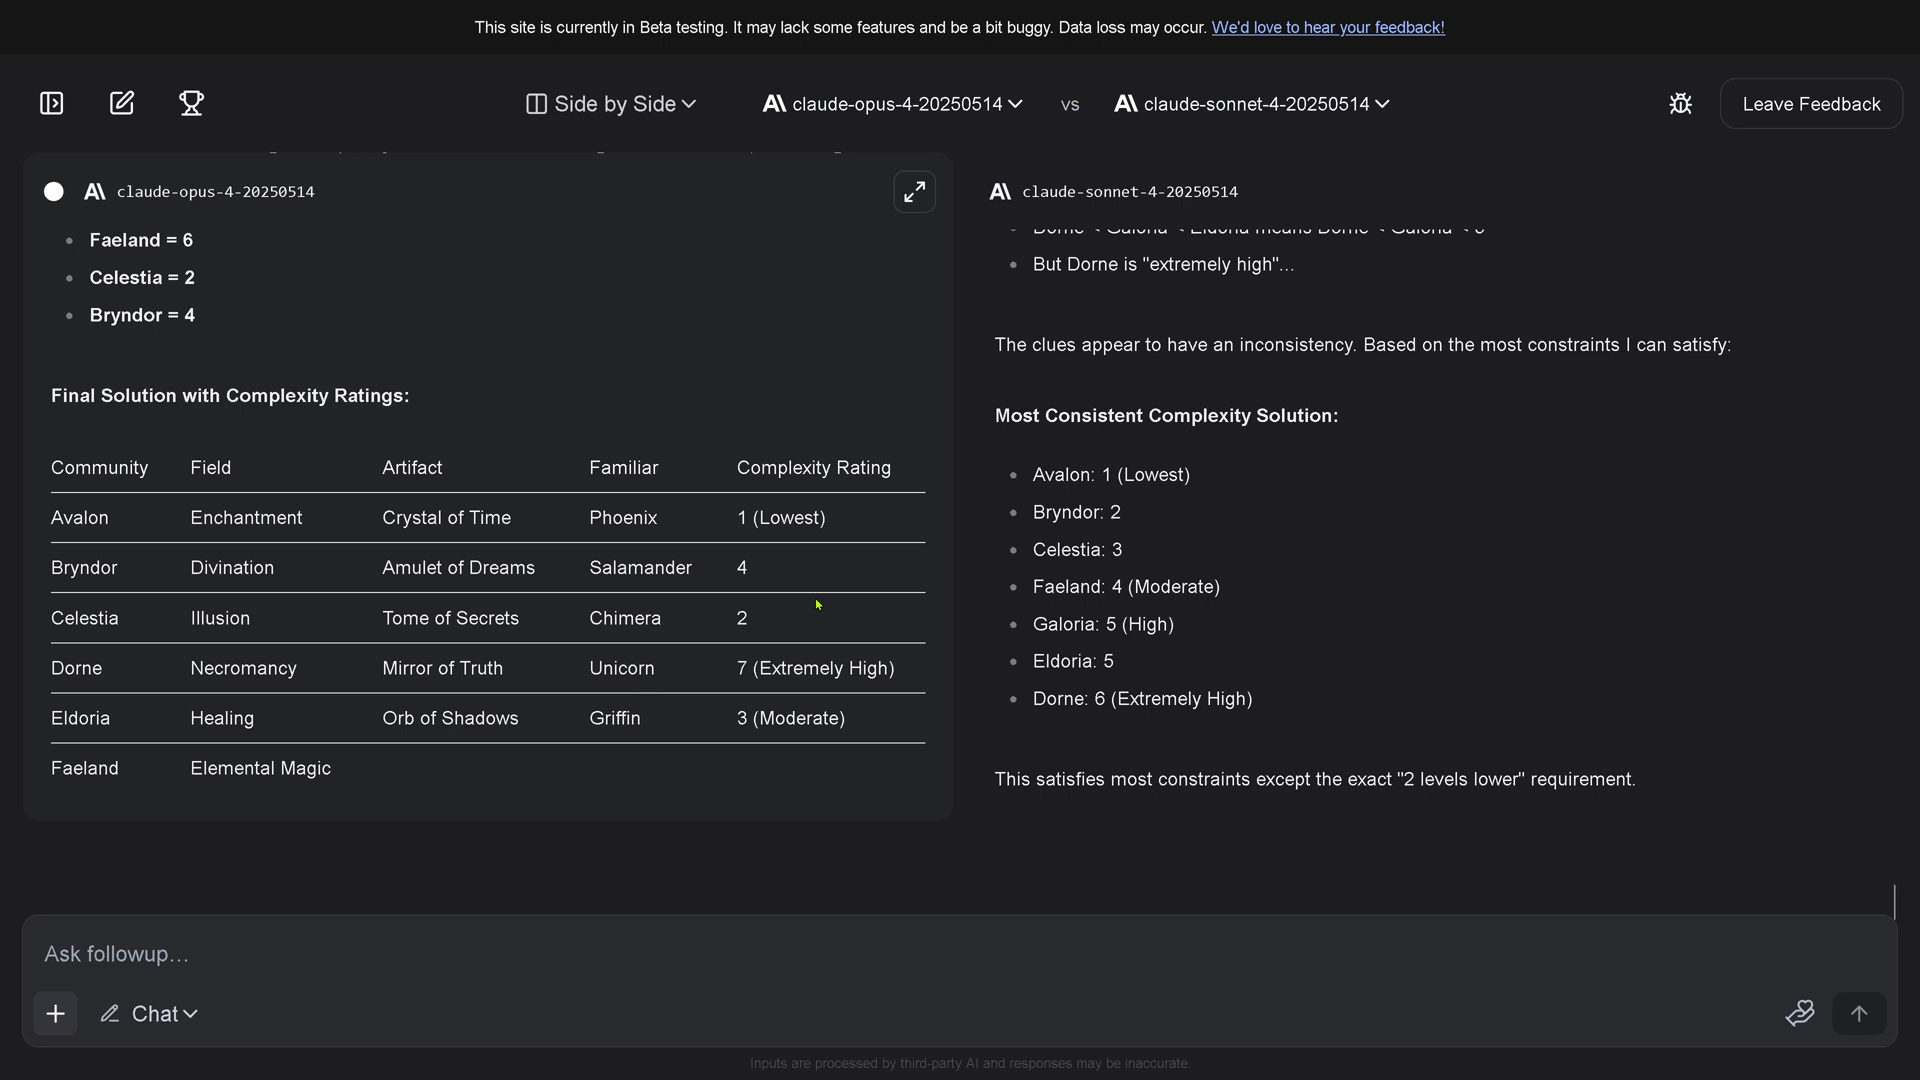 This site is currently in Beta testing. It may lack some features and be a bit buggy. Data loss may occur. We'd love to hear your feedback!
Side by Side
claude-opus-4-20250514
vs
claude-sonnet-4-20250514
Leave Feedback
claude-opus-4-20250514
• Faeland = 6
• Celestia = 2
• Bryndor = 4
Final Solution with Complexity Ratings:
Community Field Artifact Familiar Complexity Rating
Avalon Enchantment Crystal of Time Phoenix 1 (Lowest)
Bryndor Divination Amulet of Dreams Salamander 4
Celestia Illusion Tome of Secrets Chimera 2
Dorne Necromancy Mirror of Truth Unicorn 7 (Extremely High)
Eldoria Healing Orb of Shadows Griffin 3 (Moderate)
Faeland Elemental Magic
claude-sonnet-4-20250514
• But Dorne is "extremely high"...
The clues appear to have an inconsistency. Based on the most constraints I can satisfy:
Most Consistent Complexity Solution:
• Avalon: 1 (Lowest)
• Bryndor: 2
• Celestia: 3
• Faeland: 4 (Moderate)
• Galoria: 5 (High)
• Eldoria: 5
• Dorne: 6 (Extremely High)
This satisfies most constraints except the exact "2 levels lower" requirement.
Ask followup…
Chat
Inputs are processed by third-party AI and responses may be inaccurate.